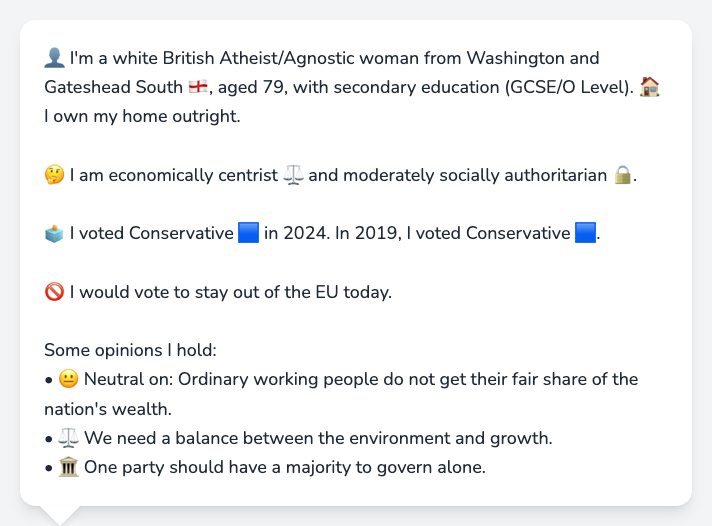 👤 I'm a white British Atheist/Agnostic woman from Washington and
Gateshead South 🏴󠁧󠁢󠁥󠁮󠁧󠁿, aged 79, with secondary education (GCSE/O Level). 🏠
I own my home outright.
🤔 I am economically centrist ⚖️ and moderately socially authoritarian 🔒.
🗳️ I voted Conservative 🟦 in 2024. In 2019, I voted Conservative 🟦.
🚫 I would vote to stay out of the EU today.
Some opinions I hold:
• 😐 Neutral on: Ordinary working people do not get their fair share of the
nation's wealth.
• ⚖️ We need a balance between the environment and growth.
• 🏛️ One party should have a majority to govern alone.